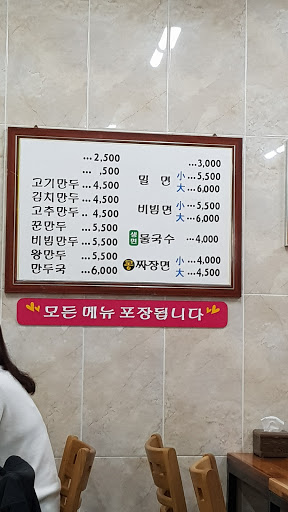 ... 2,500
... ,500
고기만두 ... 4,500
김치만두 ... 4,500
고추만두 ... 4,500
꾼만두 ... 5,500
비빔만두 ... 5,500
왕만두 ... 5,500
만두국 ... 6,000
... 3,000
밀 면 小 ... 5,500
大 ... 6,000
비빔면 小 ... 5,500
大 ... 6,000
생면 물국수 ... 4,000
짜장면 小 ... 4,000
大 ... 4,500
모든 메뉴 포장됩니다